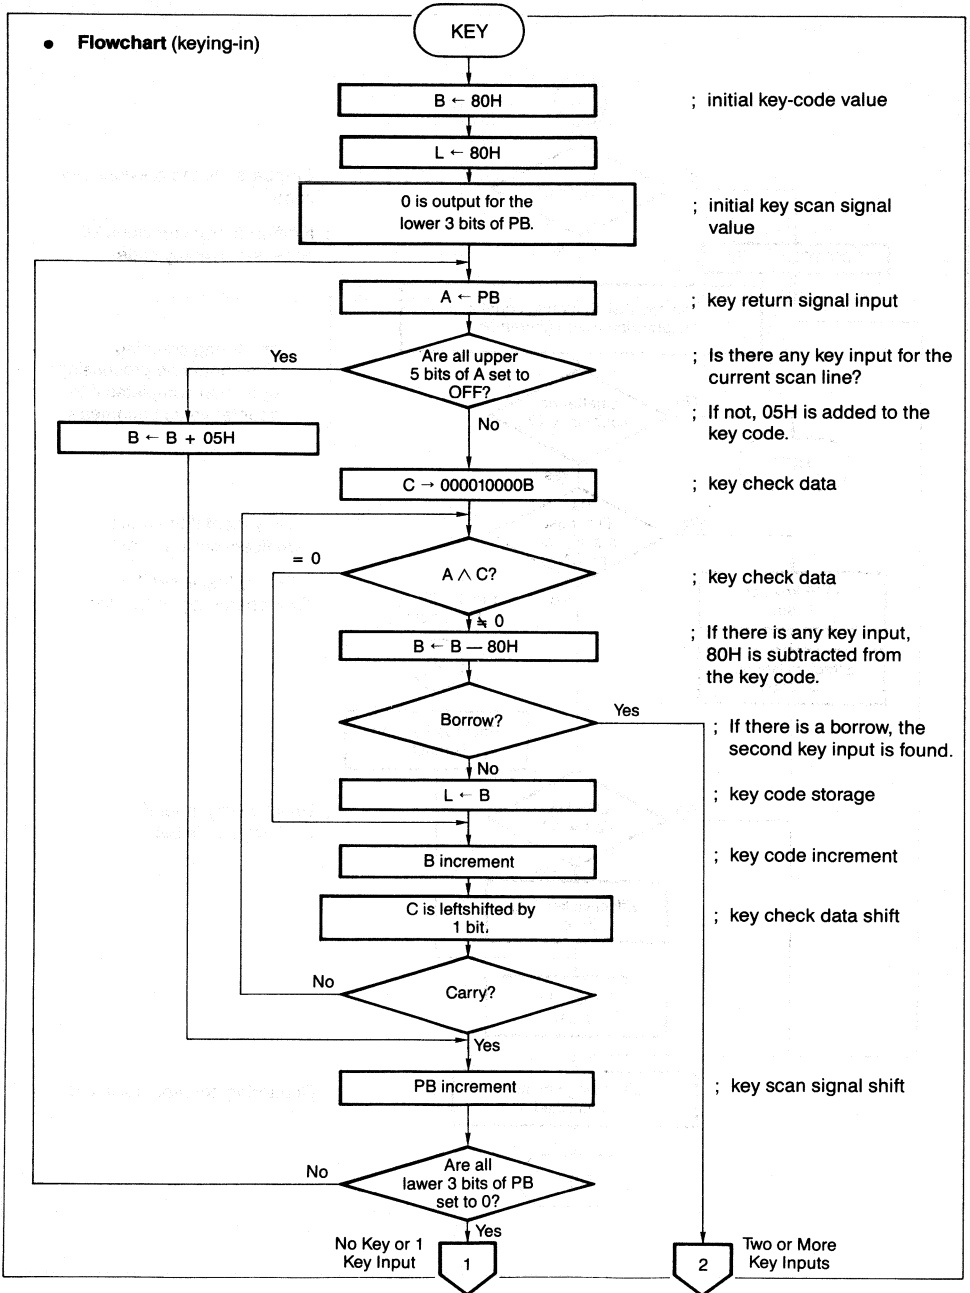 KEY
● Flowchart (keying-in)
B ← 80H
; initial key-code value
L ← 80H
0 is output for the
lower 3 bits of PB.
; initial key scan signal
value
A ← PB
; key return signal input
Are all upper
5 bits of A set to
OFF?
Yes
; Is there any key input for the
current scan line?
No
; If not, 05H is added to the
key code.
B ← B + 05H
C → 000010000B
; key check data
= 0
A ∧ C?
; key check data
≒ 0
B ← B — 80H
; If there is any key input,
80H is subtracted from
the key code.
Borrow?
Yes
; If there is a borrow, the
second key input is found.
No
L ← B
; key code storage
B increment
; key code increment
C is leftshifted by
1 bit.
; key check data shift
No
Carry?
Yes
PB increment
; key scan signal shift
No
Are all
lawer 3 bits of PB
set to 0?
Yes
No Key or 1
Key Input
1
2
Two or More
Key Inputs